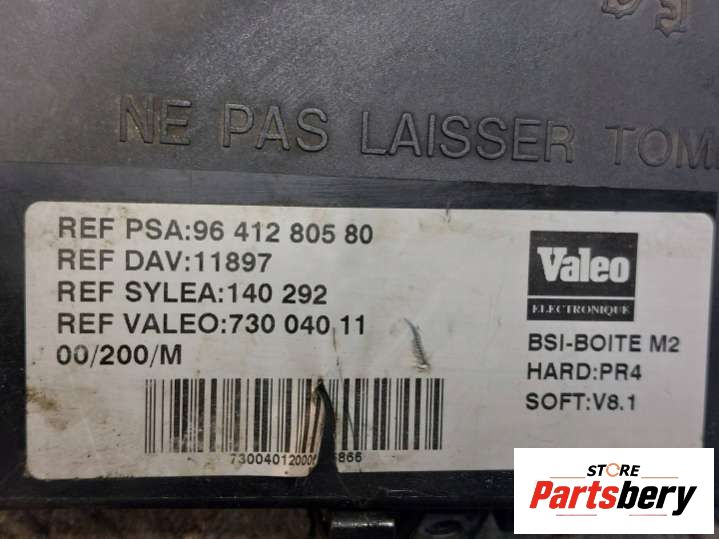 NE PAS LAISSER TOM
REF PSA:96 412 805 80
REF DAV:11897
REF SYLEA:140 292
REF VALEO:730 040 11
00/200/M
Valeo
ELECTRONIQUE
BSI-BOITE M2
HARD:PR4
SOFT:V8.1
STORE
Partsbery